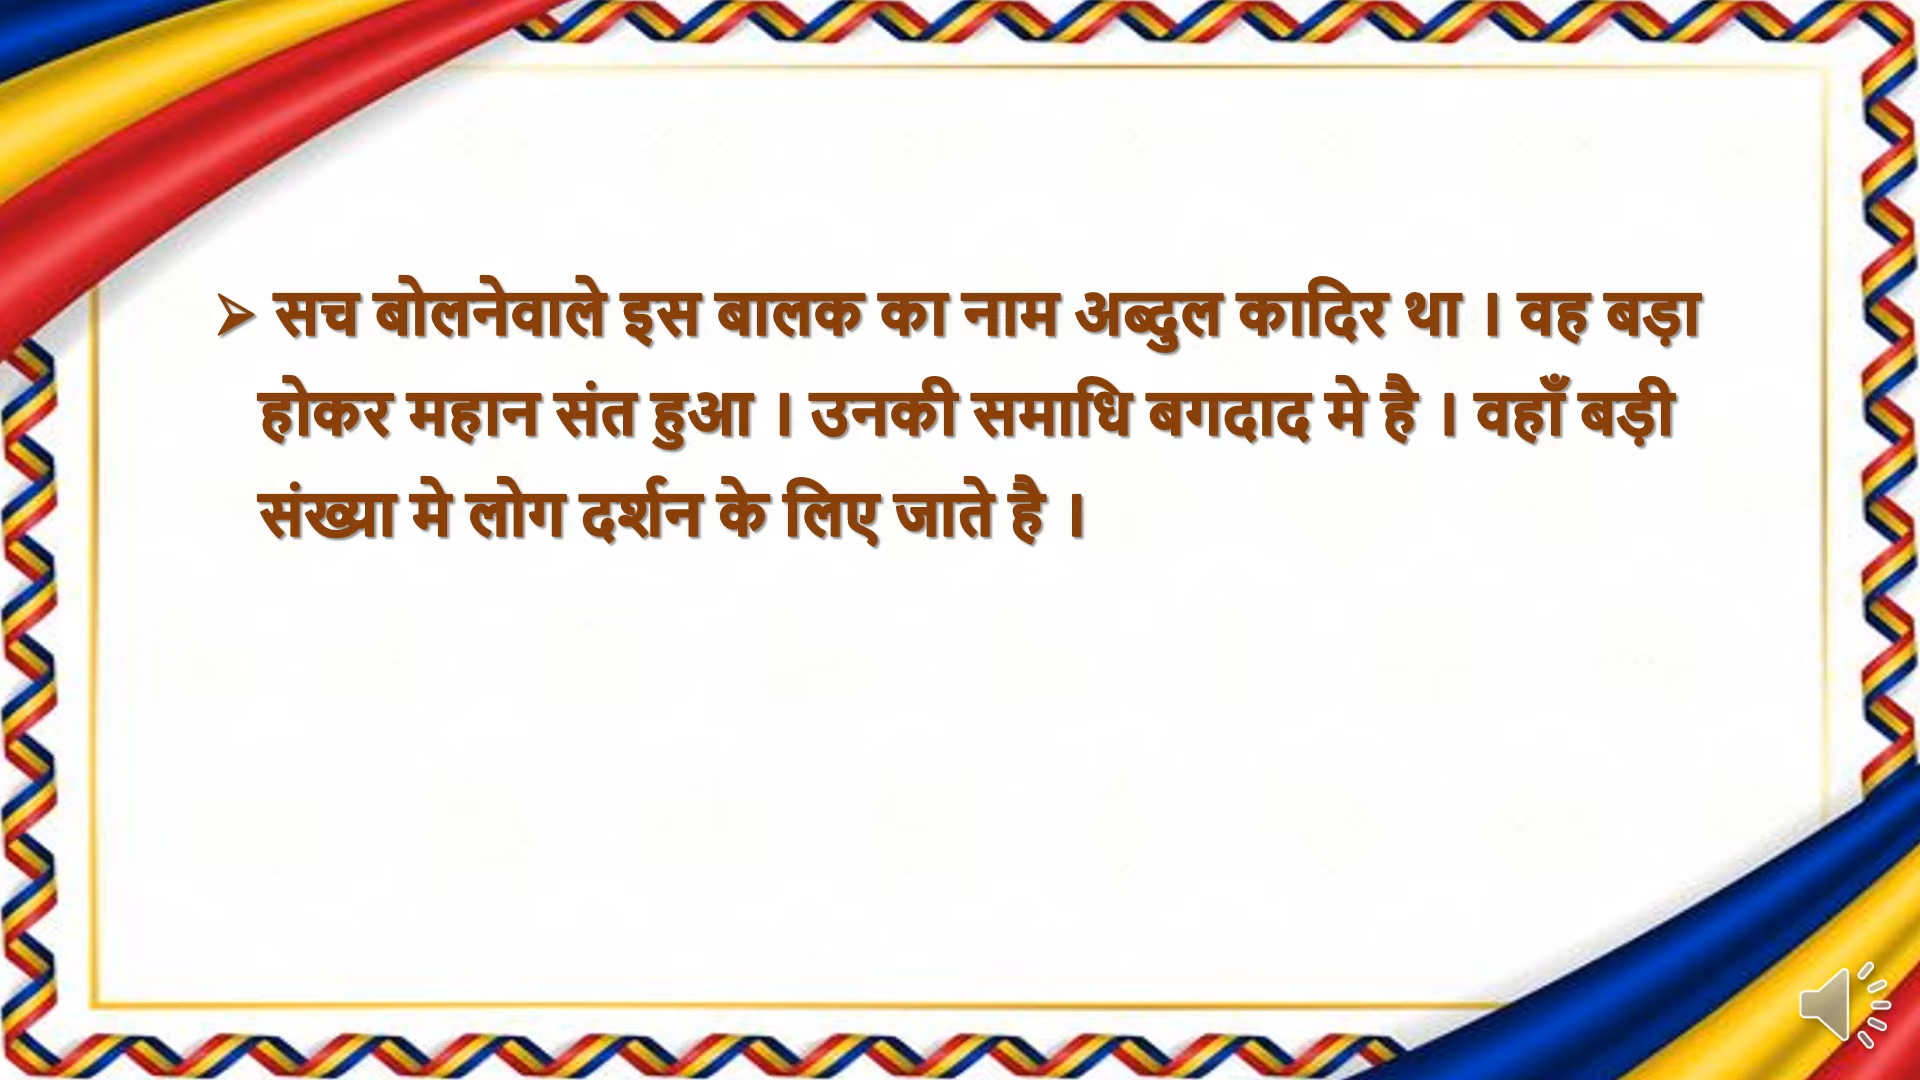 ➢ सच बोलनेवाले इस बालक का नाम अब्दुल कादिर था । वह बड़ा
होकर महान संत हुआ । उनकी समाधि बगदाद मे है । वहाँ बड़ी
संख्या मे लोग दर्शन के लिए जाते है ।